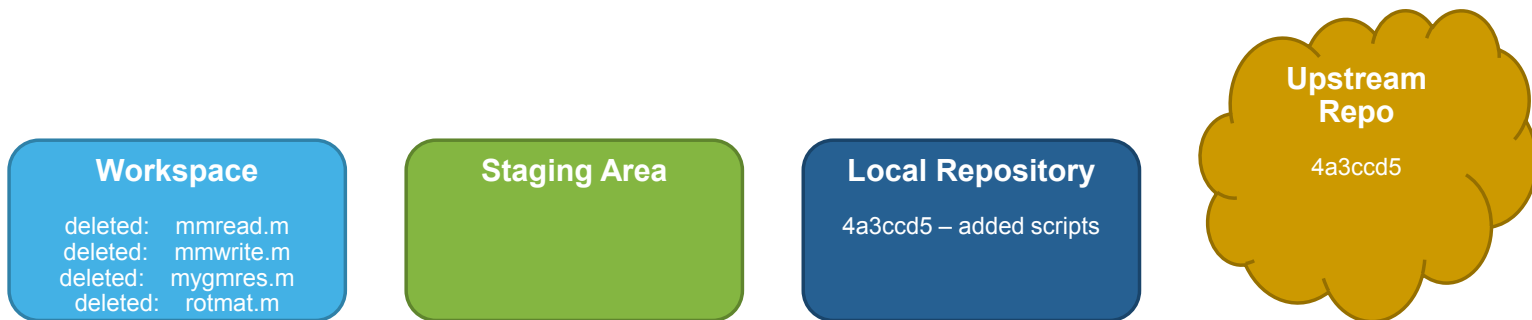 Workspace
deleted: mmread.m
deleted: mmwrite.m
deleted: mygmres.m
deleted: rotmat.m
Staging Area
Local Repository
4a3ccd5 – added scripts
Upstream
Repo
4a3ccd5